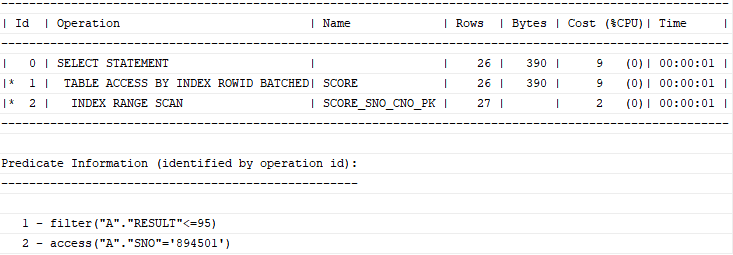 --------------------------------------------------------------------------------------------------------
| Id  | Operation                           | Name              | Rows  | Bytes | Cost (%CPU)| Time     |
--------------------------------------------------------------------------------------------------------
|   0 | SELECT STATEMENT                    |                   |    26 |   390 |     9   (0)| 00:00:01 |
|*  1 |  TABLE ACCESS BY INDEX ROWID BATCHED| SCORE             |    26 |   390 |     9   (0)| 00:00:01 |
|*  2 |   INDEX RANGE SCAN                  | SCORE_SNO_CNO_PK |    27 |       |     2   (0)| 00:00:01 |
--------------------------------------------------------------------------------------------------------
Predicate Information (identified by operation id):
---------------------------------------------------
1 - filter("A"."RESULT"<=95)
2 - access("A"."SNO"='894501')